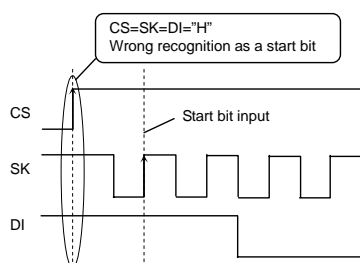 CS=SK=DI="H"
Wrong recognition as a start bit
CS
Start bit input
SK
DI